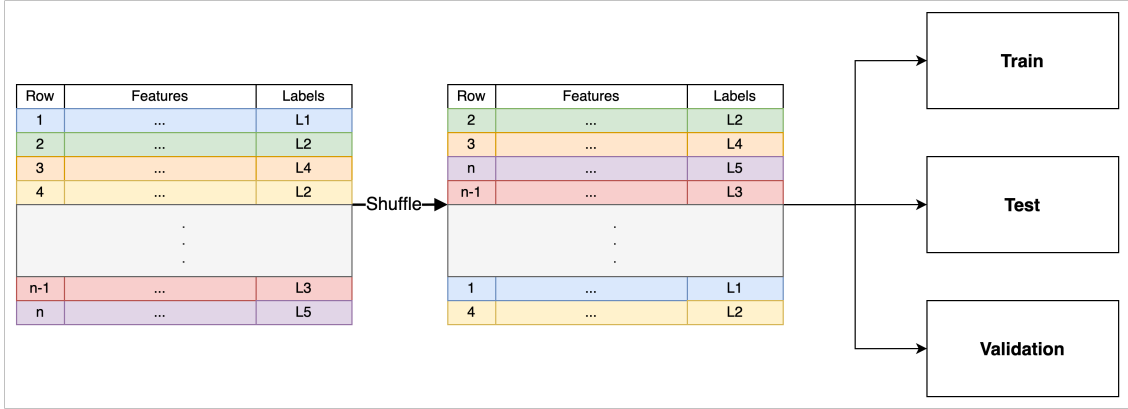 Row Features Labels
1 ... L1
2 ... L2
3 ... L4
4 ... L2
.
.
.
n-1 ... L3
n ... L5
Shuffle
Row Features Labels
2 ... L2
3 ... L4
n ... L5
n-1 ... L3
.
.
.
1 ... L1
4 ... L2
Train
Test
Validation